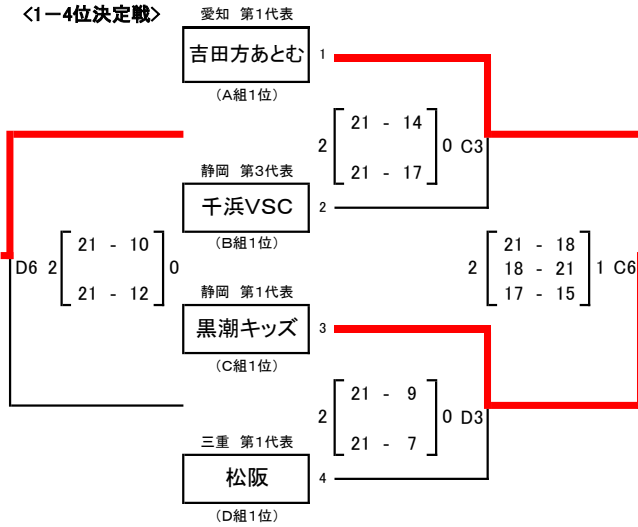 <1－4位決定戦>
愛知 第1代表
吉田方あとむ 1
(A組1位)
21 - 14
2 0 C3
21 - 17
静岡 第3代表
千浜VSC 2
(B組1位)
21 - 10
D6 2 0
21 - 12
21 - 18
2 18 - 21 1 C6
17 - 15
静岡 第1代表
黒潮キッズ 3
(C組1位)
21 - 9
2 0 D3
21 - 7
三重 第1代表
松阪 4
(D組1位)